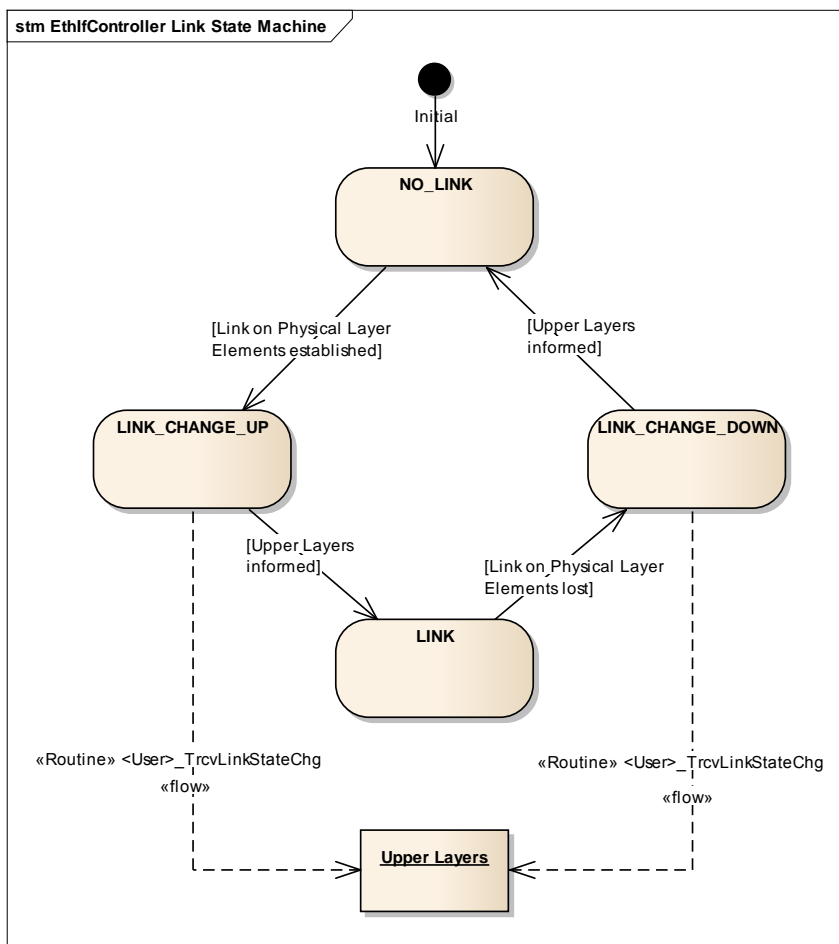 stm EthIfController Link State Machine
Initial
NO_LINK
[Link on Physical Layer
Elements established]
[Upper Layers
informed]
LINK_CHANGE_UP
LINK_CHANGE_DOWN
[Upper Layers
informed]
[Link on Physical Layer
Elements lost]
LINK
«Routine» <User>_TrcvLinkStateChg
«flow»
«Routine» <User>_TrcvLinkStateChg
«flow»
Upper Layers